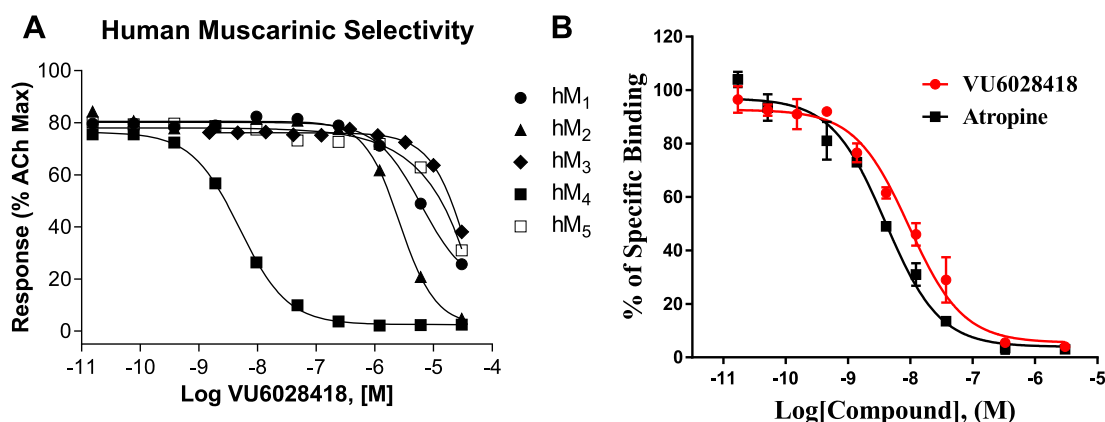 A
Human Muscarinic Selectivity
Response (% ACh Max)
100
80
60
40
20
0
-11 -10 -9 -8 -7 -6 -5 -4
Log VU6028418, [M]
hM1
hM2
hM3
hM4
hM5
B
% of Specific Binding
120
100
80
60
40
20
0
-11 -10 -9 -8 -7 -6 -5
Log[Compound], (M)
VU6028418
Atropine